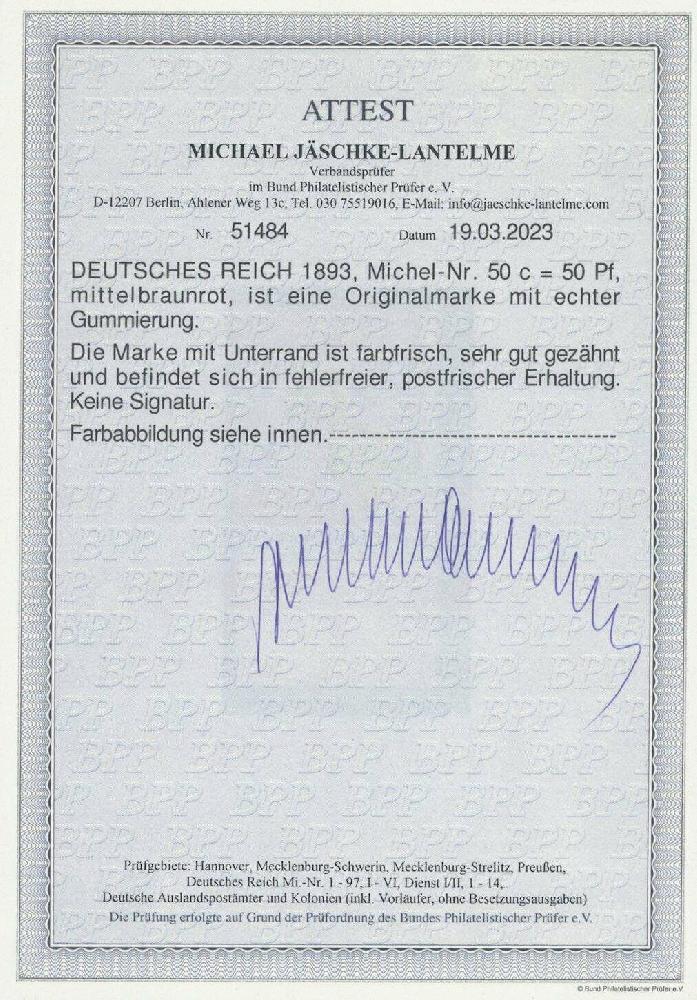 ATTEST
MICHAEL JÄSCHKE-LANTELME
Verbandsprüfer
im Bund Philatelistischer Prüfer e. V.
D-12207 Berlin, Ahlener Weg 13c, Tel. 030 75519016, E-Mail: info@jaeschke-lantelme.com
Nr. 51484 Datum 19.03.2023
DEUTSCHES REICH 1893, Michel-Nr. 50 c = 50 Pf,
mittelbraunrot, ist eine Originalmarke mit echter
Gummierung.
Die Marke mit Unterrand ist farbfrisch, sehr gut gezähnt
und befindet sich in fehlerfreier, postfrischer Erhaltung.
Keine Signatur.
Farbabbildung siehe innen.---------------------------------------
Prüfgebiete: Hannover, Mecklenburg-Schwerin, Mecklenburg-Strelitz, Preußen,
Deutsches Reich Mi.-Nr. 1 - 97, I - VI, Dienst I/II, 1 - 14,
Deutsche Auslandspostämter und Kolonien (inkl. Vorläufer, ohne Besetzungsausgaben)
Die Prüfung erfolgte auf Grund der Prüfordnung des Bundes Philatelistischer Prüfer e.V.
© Bund Philatelistischer Prüfer e.V.